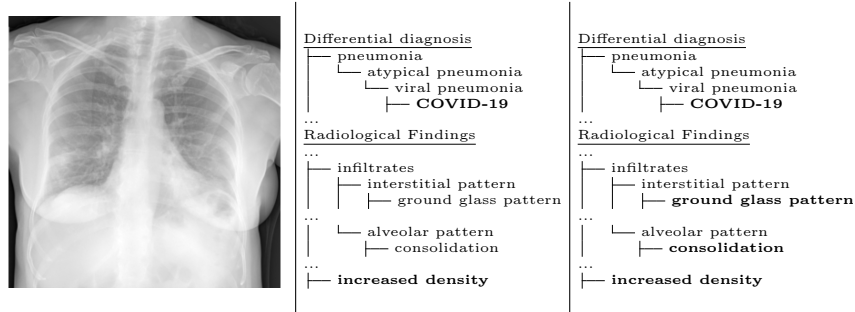 Differential diagnosis
pneumonia
atypical pneumonia
viral pneumonia
COVID-19
...
Radiological Findings
...
infiltrates
interstitial pattern
ground glass pattern
...
alveolar pattern
consolidation
...
increased density
Differential diagnosis
pneumonia
atypical pneumonia
viral pneumonia
COVID-19
...
Radiological Findings
...
infiltrates
interstitial pattern
ground glass pattern
...
alveolar pattern
consolidation
...
increased density